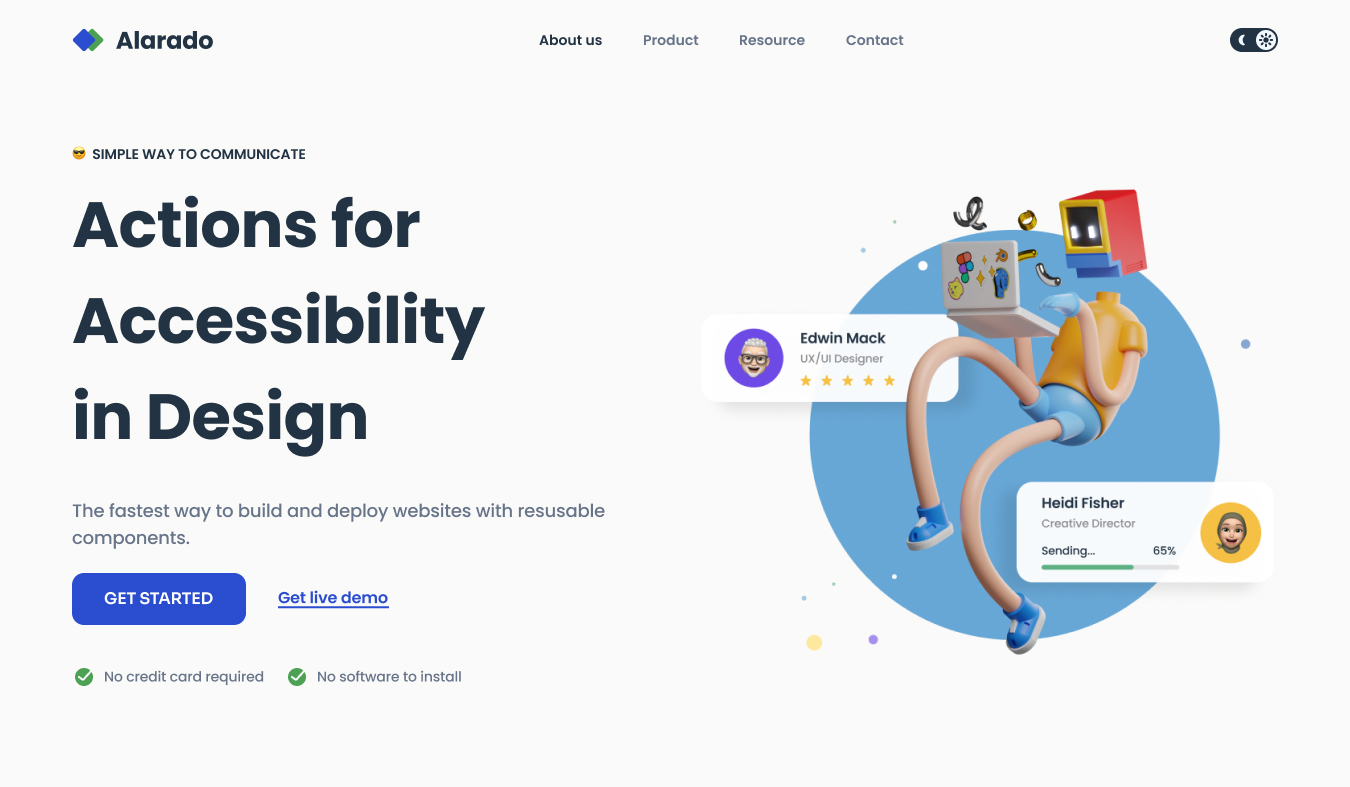 Alarado
About us
Product
Resource
Contact
😎 SIMPLE WAY TO COMMUNICATE
Actions for
Accessibility
in Design
The fastest way to build and deploy websites with resusable
components.
GET STARTED
Get live demo
No credit card required
No software to install
Edwin Mack
UX/UI Designer
Heidi Fisher
Creative Director
Sending... 65%